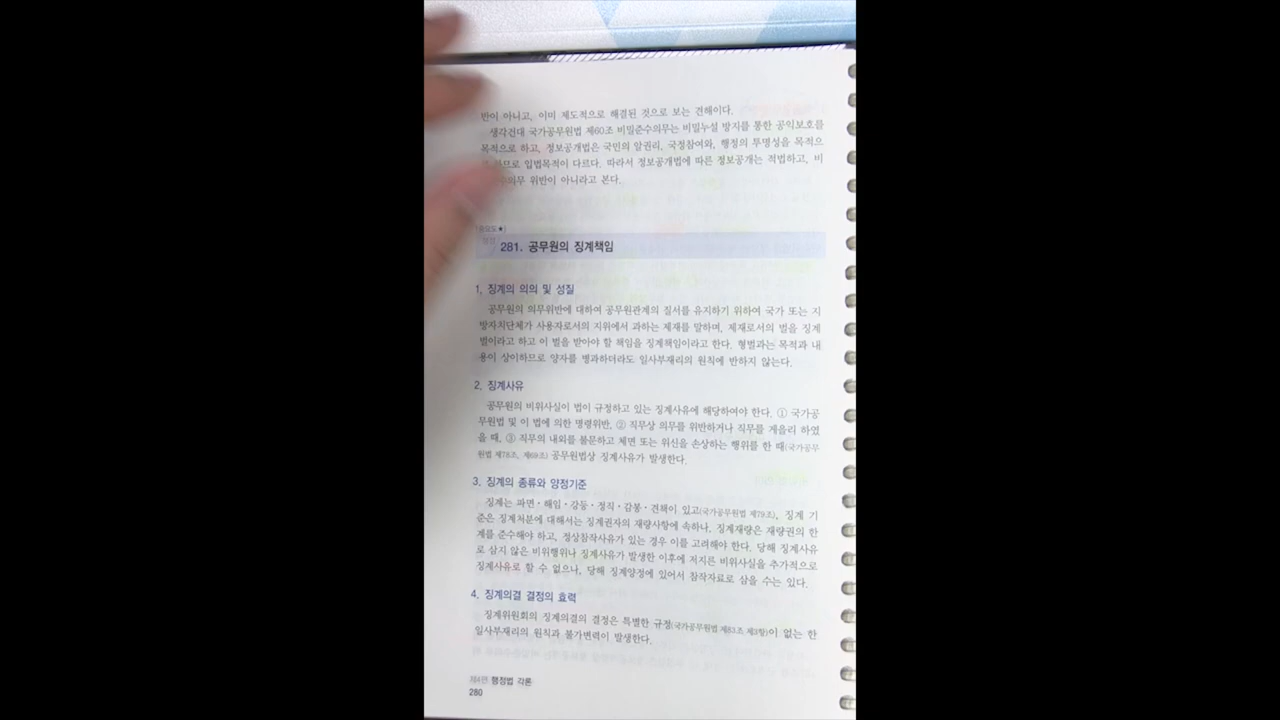 반이 아니고, 이미 제도적으로 해결된 것으로 보는 견해이다.
생각건대 국가공무원법 제60조 비밀준수의무는 비밀누설 방지를 통한 공익보호를
목적으로 하고, 정보공개법은 국민의 알권리, 국정참여와, 행정의 투명성을 목적으
하므로 입법목적이 다르다. 따라서 정보공개법에 따른 정보공개는 적법하고, 비
의무 위반이 아니라고 본다.
281. 공무원의 징계책임
1. 징계의 의의 및 성질
공무원의 의무위반에 대하여 공무원관계의 질서를 유지하기 위하여 국가 또는 지
방자치단체가 사용자로서의 지위에서 과하는 제재를 말하며, 제재로서의 벌을 징계
벌이라고 하고 이 벌을 받아야 할 책임을 징계책임이라고 한다. 형벌과는 목적과 내
용이 상이하므로 양자를 병과하더라도 일사부재리의 원칙에 반하지 않는다.
2. 징계사유
공무원의 비위사실이 법이 규정하고 있는 징계사유에 해당하여야 한다. ① 국가공
무원법 및 이 법에 의한 명령위반, ② 직무상 의무를 위반하거나 직무를 게을리 하였
을 때, ③ 직무의 내외를 불문하고 체면 또는 위신을 손상하는 행위를 한 때(국가공무
원법 제78조, 제69조) 공무원법상 징계사유가 발생한다.
3. 징계의 종류와 양정기준
징계는 파면·해임·강등·정직·감봉·견책이 있고(국가공무원법 제79조), 징계 기
준은 징계처분에 대해서는 징계권자의 재량사항에 속하나, 징계재량은 재량권의 한
계를 준수해야 하고, 정상참작사유가 있는 경우 이를 고려해야 한다. 당해 징계사유
로 삼지 않은 비위행위나 징계사유가 발생한 이후에 저지른 비위사실을 추가적으로
징계사유로 할 수 없으나, 당해 징계양정에 있어서 참작자료로 삼을 수는 있다.
4. 징계의결 결정의 효력
징계위원회의 징계의결의 결정은 특별한 규정(국가공무원법 제83조 제3항)이 없는 한
일사부재리의 원칙과 불가변력이 발생한다.
제4편 행정법 각론
280